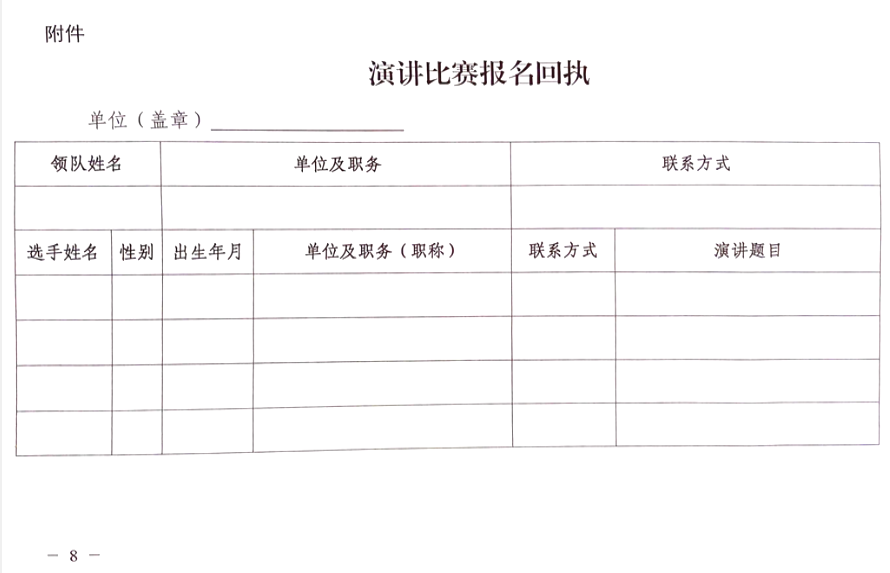 附件
演讲比赛报名回执
单位（盖章）
领队姓名 单位及职务 联系方式
选手姓名 性别 出生年月 单位及职务（职称） 联系方式 演讲题目
— 8 —